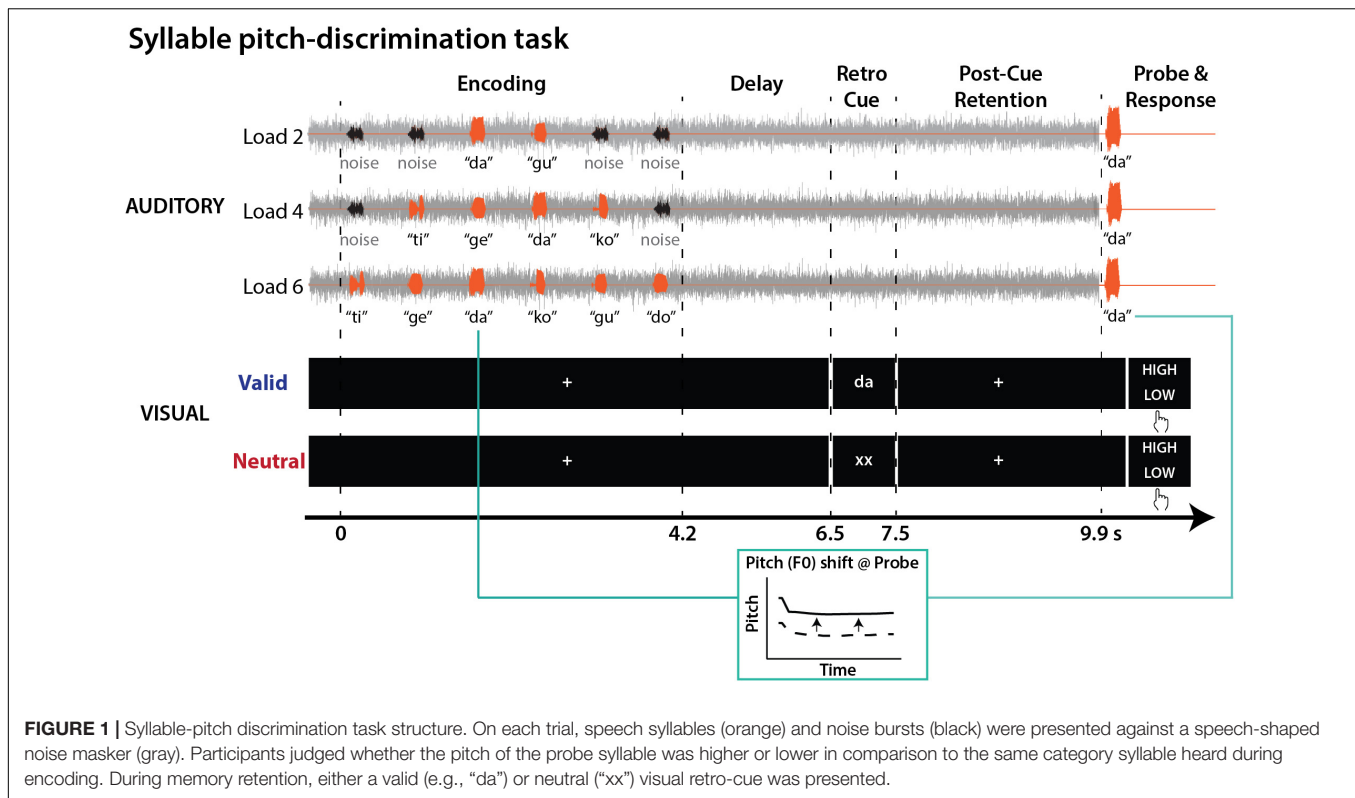 Syllable pitch-discrimination task
Encoding
Delay
Retro
Cue
Post-Cue
Retention
Probe &
Response
AUDITORY
Load 2
noise noise "da" "gu" noise noise "da"
Load 4
noise "ti" "ge" "da" "ko" noise "da"
Load 6
"ti" "ge" "da" "ko" "gu" "do" "da"
VISUAL
Valid
+ da + HIGH
LOW
Neutral
+ xx + HIGH
LOW
0 4.2 6.5 7.5 9.9 s
Pitch (F0) shift @ Probe
Pitch
Time
FIGURE 1 | Syllable-pitch discrimination task structure. On each trial, speech syllables (orange) and noise bursts (black) were presented against a speech-shaped
noise masker (gray). Participants judged whether the pitch of the probe syllable was higher or lower in comparison to the same category syllable heard during
encoding. During memory retention, either a valid (e.g., "da") or neutral ("xx") visual retro-cue was presented.